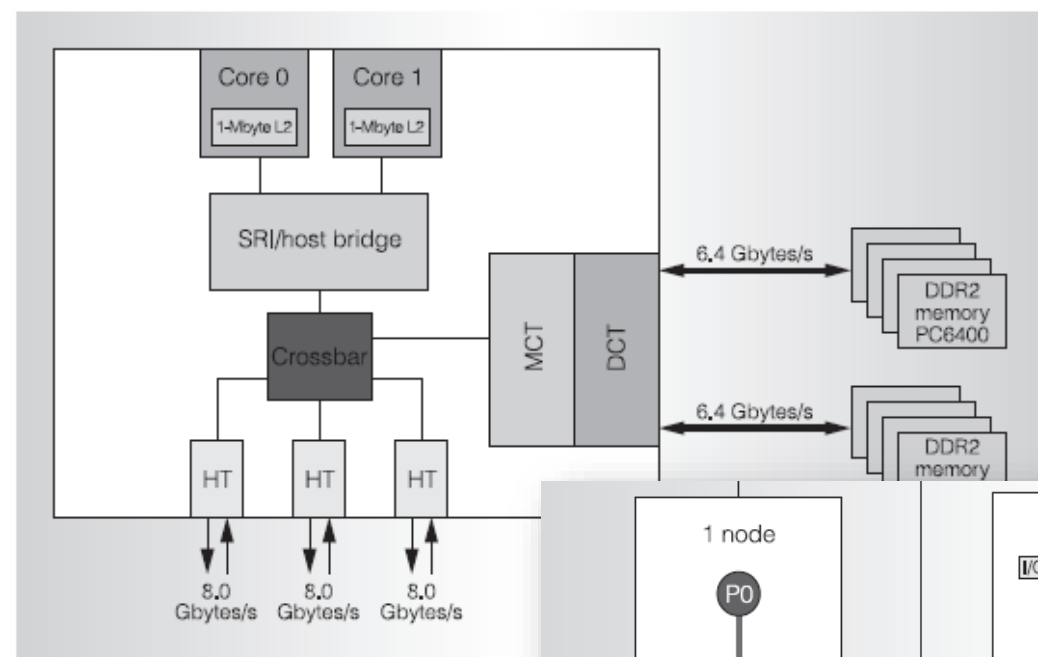 Core 0
Core 1
1-Mbyte L2
1-Mbyte L2
SRI/host bridge
6.4 Gbytes/s
DDR2
memory
PC6400
Crossbar
MCT
DCT
6.4 Gbytes/s
DDR2
memory
HT
HT
HT
8.0
Gbytes/s
8.0
Gbytes/s
8.0
Gbytes/s
1 node
P0